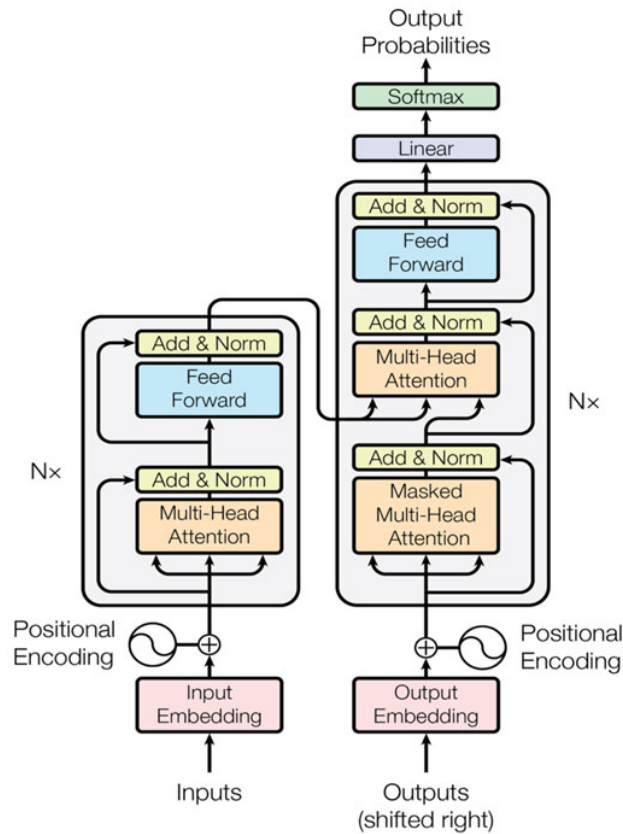 Output
Probabilities
Softmax
Linear
Add & Norm
Feed
Forward
Add & Norm
Multi-Head
Attention
Add & Norm
Masked
Multi-Head
Attention
N×
Add & Norm
Feed
Forward
N×
Add & Norm
Multi-Head
Attention
Positional
Encoding
Positional
Encoding
Input
Embedding
Output
Embedding
Inputs
Outputs
(shifted right)